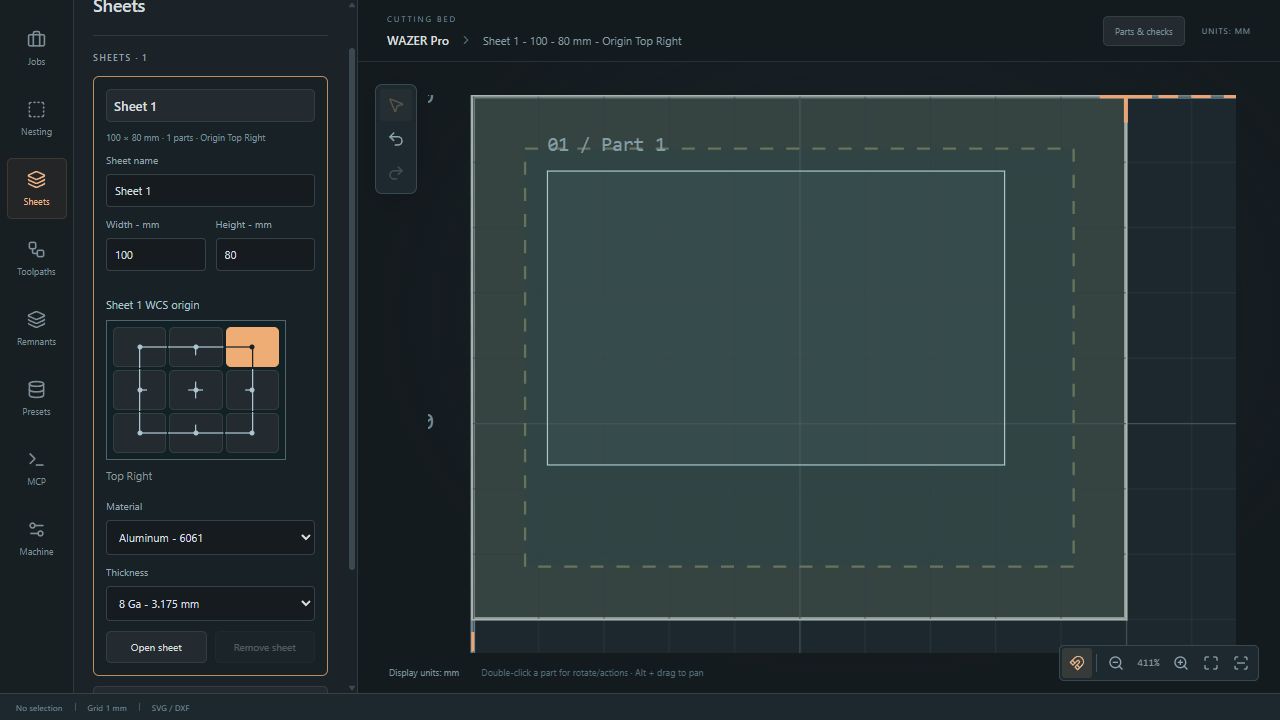 Sheets
CUTTING BED
WAZER Pro
Sheet 1 - 100 - 80 mm - Origin Top Right
Parts & checks
UNITS: MM
Jobs
Nesting
Sheets
Toolpaths
Remnants
Presets
MCP
Machine
SHEETS · 1
Sheet 1
100 × 80 mm · 1 parts · Origin Top Right
Sheet name
Sheet 1
Width - mm
Height - mm
100
80
Sheet 1 WCS origin
Top Right
Material
Aluminum - 6061
Thickness
8 Ga - 3.175 mm
Open sheet
Remove sheet
01 / Part 1
Display units: mm
Double-click a part for rotate/actions · Alt + drag to pan
411%
No selection
Grid 1 mm
SVG / DXF